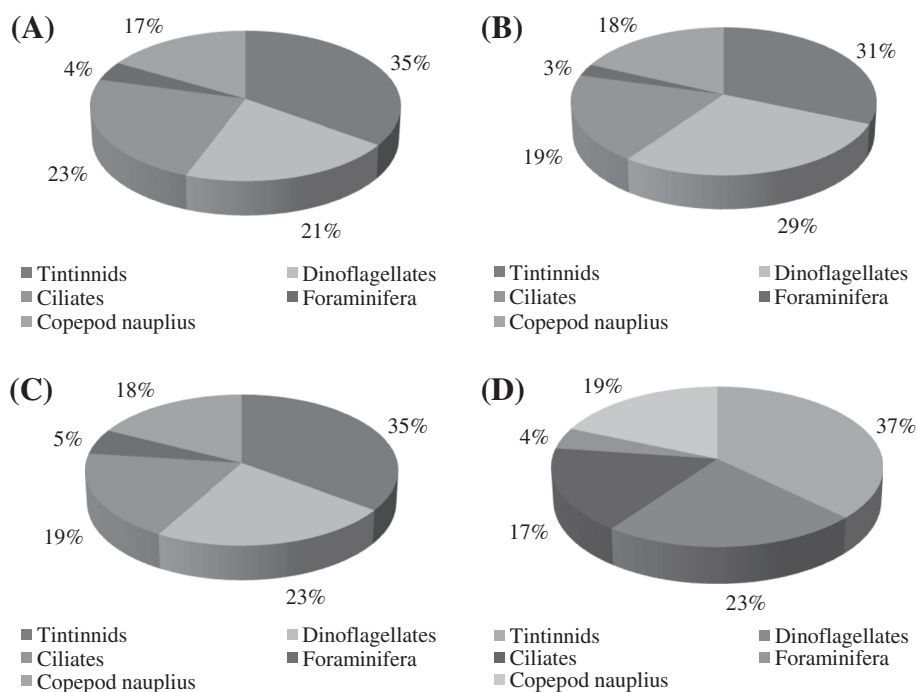 (A)
17%
35%
4%
23%
21%
Tintinnids Dinoflagellates
Ciliates Foraminifera
Copepod nauplius
(B)
18%
31%
3%
19%
29%
Tintinnids Dinoflagellates
Ciliates Foraminifera
Copepod nauplius
(C)
18%
35%
5%
19%
23%
Tintinnids Dinoflagellates
Ciliates Foraminifera
Copepod nauplius
(D)
19%
37%
4%
17%
23%
Tintinnids Dinoflagellates
Ciliates Foraminifera
Copepod nauplius